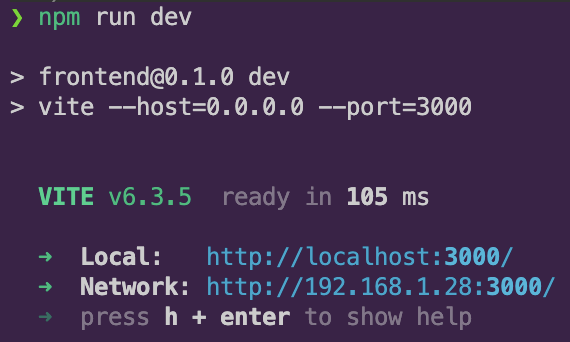 ❯ npm run dev
> frontend@0.1.0 dev
> vite --host=0.0.0.0 --port=3000
VITE v6.3.5 ready in 105 ms
➜ Local: http://localhost:3000/
➜ Network: http://192.168.1.28:3000/
➜ press h + enter to show help